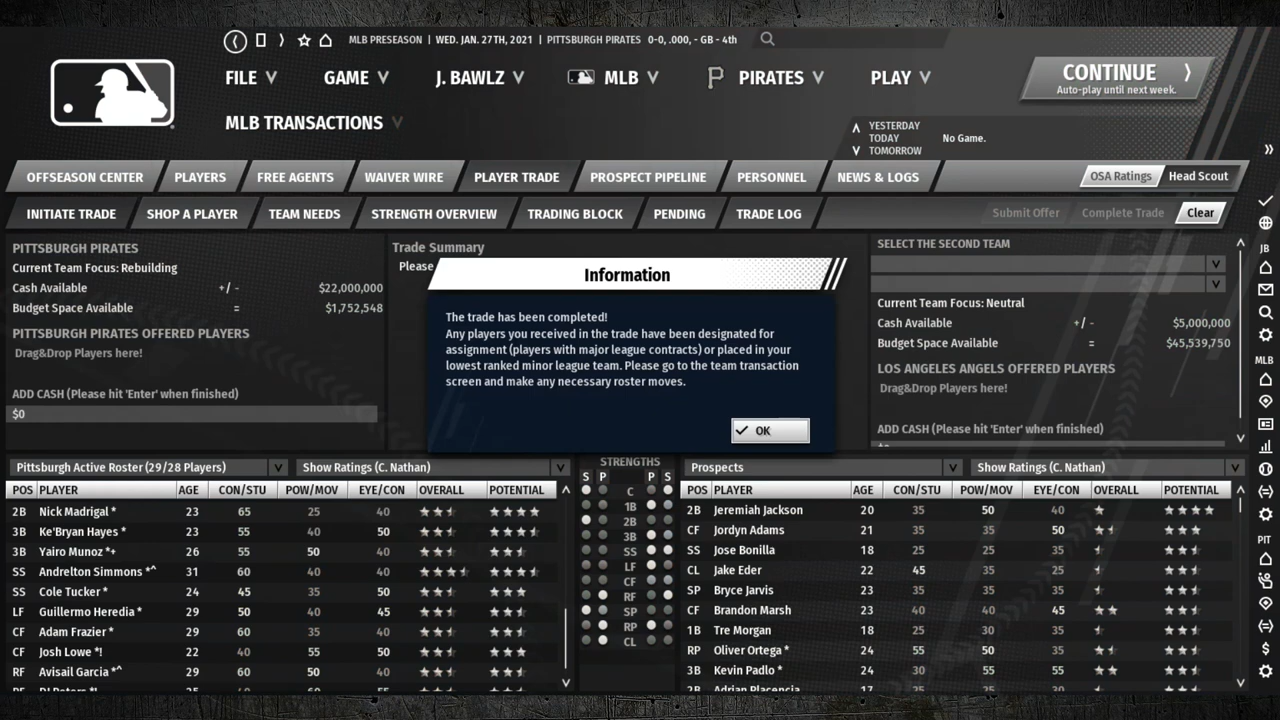 MLB PRESEASON | WED. JAN. 27TH, 2021 | PITTSBURGH PIRATES 0-0, .000, - GB - 4th
FILE GAME J. BAWLZ MLB P PIRATES PLAY
CONTINUE
Auto-play until next week.
MLB TRANSACTIONS
YESTERDAY
TODAY No Game.
TOMORROW
OFFSEASON CENTER PLAYERS FREE AGENTS WAIVER WIRE PLAYER TRADE PROSPECT PIPELINE PERSONNEL NEWS & LOGS OSA Ratings Head Scout
INITIATE TRADE SHOP A PLAYER TEAM NEEDS STRENGTH OVERVIEW TRADING BLOCK PENDING TRADE LOG Submit Offer Complete Trade Clear
PITTSBURGH PIRATES
Current Team Focus: Rebuilding
Cash Available +/- $22,000,000
Budget Space Available = $1,752,548
PITTSBURGH PIRATES OFFERED PLAYERS
Drag&Drop Players here!
ADD CASH (Please hit 'Enter' when finished)
$0
Trade Summary
Please
Information
The trade has been completed!
Any players you received in the trade have been designated for
assignment (players with major league contracts) or placed in your
lowest ranked minor league team. Please go to the team transaction
screen and make any necessary roster moves.
OK
SELECT THE SECOND TEAM
Current Team Focus: Neutral
Cash Available +/- $5,000,000
Budget Space Available = $45,539,750
LOS ANGELES ANGELS OFFERED PLAYERS
Drag&Drop Players here!
ADD CASH (Please hit 'Enter' when finished)
Pittsburgh Active Roster (29/28 Players) Show Ratings (C. Nathan)
POS PLAYER AGE CON/STU POW/MOV EYE/CON OVERALL POTENTIAL
2B Nick Madrigal * 23 65 25 40
3B Ke'Bryan Hayes * 23 55 40 50
3B Yairo Munoz *+ 26 55 50 40
SS Andrelton Simmons *^ 31 60 40 40
SS Cole Tucker * 24 45 35 50
LF Guillermo Heredia * 29 50 40 45
CF Adam Frazier * 29 60 35 40
CF Josh Lowe *! 22 40 55 50
RF Avisail Garcia *^ 29 60 50 40
STRENGTHS
S P P S
C
1B
2B
3B
SS
LF
CF
RF
SP
RP
CL
Prospects Show Ratings (C. Nathan)
POS PLAYER AGE CON/STU POW/MOV EYE/CON OVERALL POTENTIAL
2B Jeremiah Jackson 20 35 50 40
CF Jordyn Adams 21 35 35 50
SS Jose Bonilla 18 25 25 35
CL Jake Eder 22 45 35 25
SP Bryce Jarvis 23 35 35 35
CF Brandon Marsh 23 40 40 45
1B Tre Morgan 18 25 30 35
RP Oliver Ortega * 24 55 50 35
3B Kevin Padlo * 24 30 55 55
2B Adrian Placencia 17 25 25 30
JB
MLB
PIT